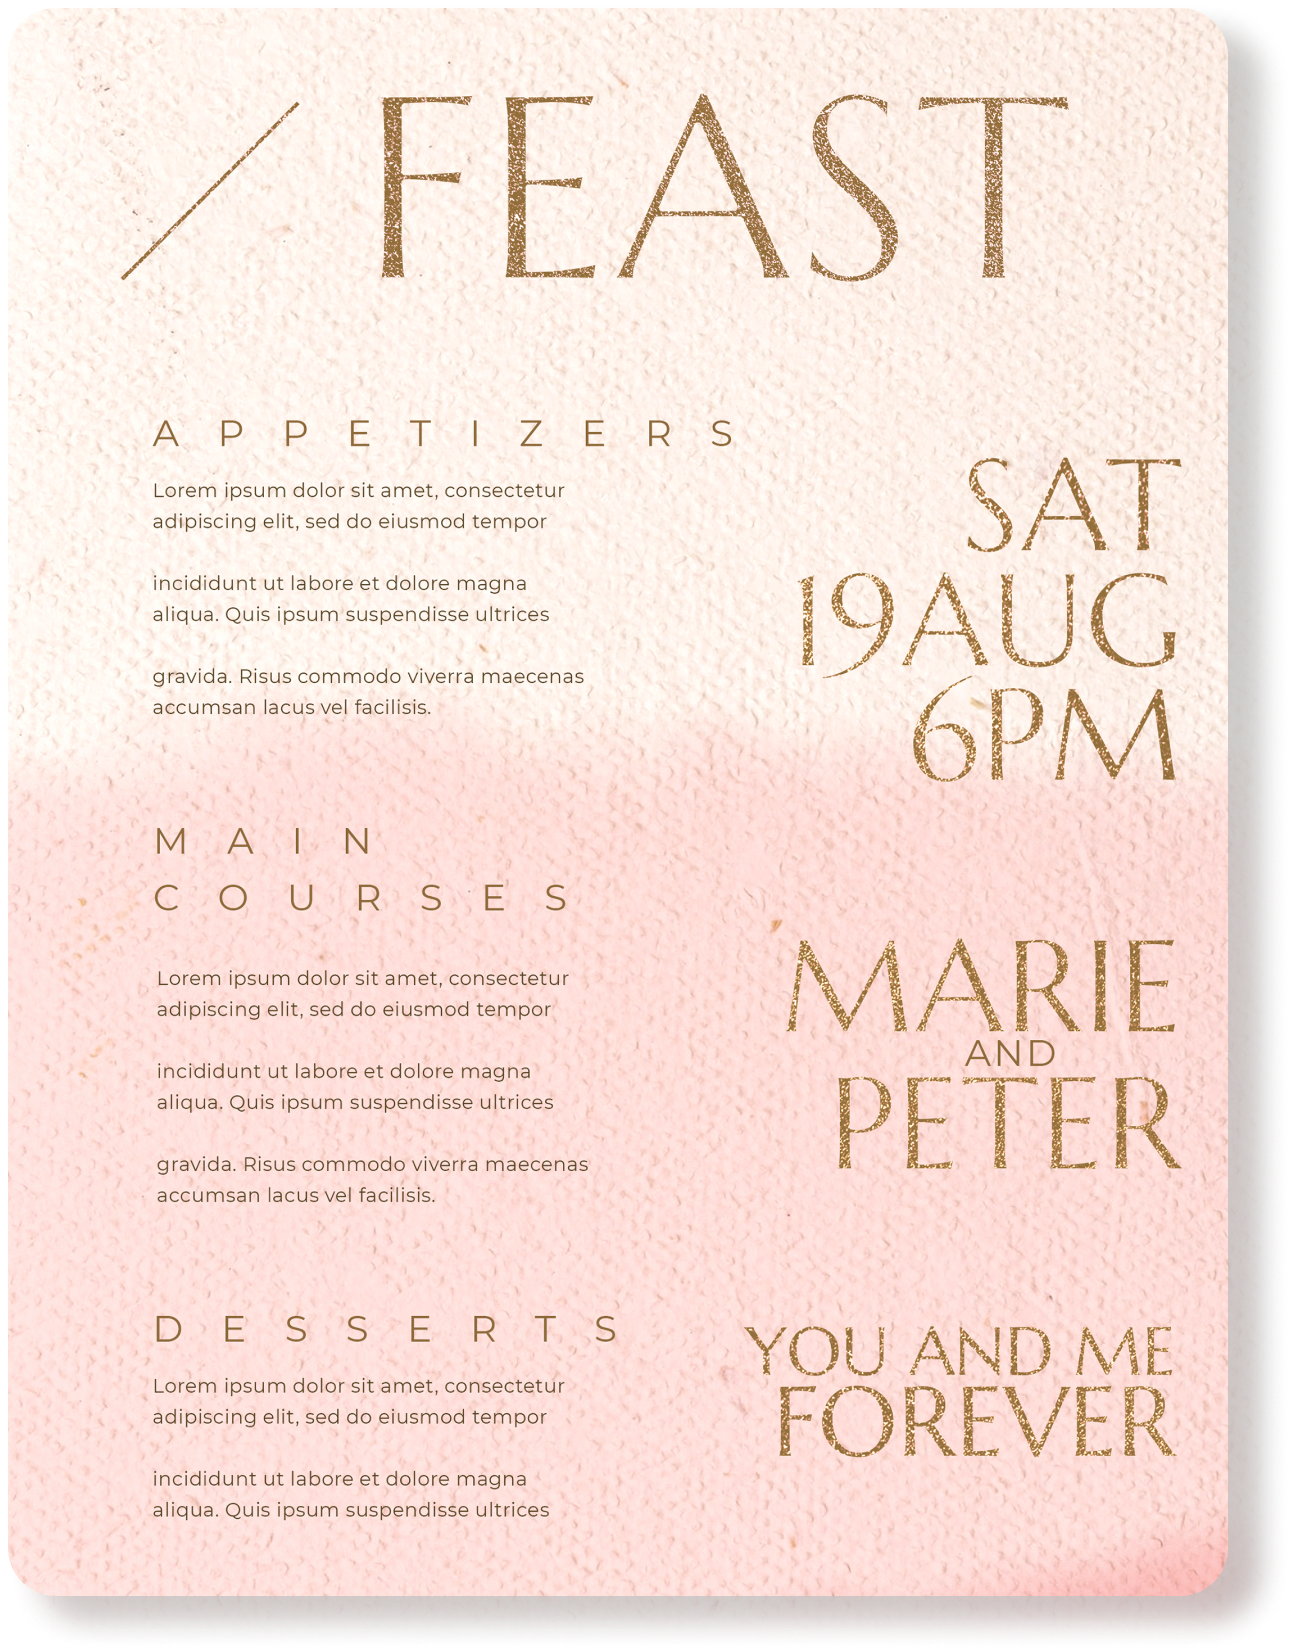 / FEAST
APPETIZERS
Lorem ipsum dolor sit amet, consectetur
adipiscing elit, sed do eiusmod tempor
incididunt ut labore et dolore magna
aliqua. Quis ipsum suspendisse ultrices
gravida. Risus commodo viverra maecenas
accumsan lacus vel facilisis.
SAT
19AUG
6PM
MAIN
COURSES
Lorem ipsum dolor sit amet, consectetur
adipiscing elit, sed do eiusmod tempor
incididunt ut labore et dolore magna
aliqua. Quis ipsum suspendisse ultrices
gravida. Risus commodo viverra maecenas
accumsan lacus vel facilisis.
MARIE
AND
PETER
DESSERTS
Lorem ipsum dolor sit amet, consectetur
adipiscing elit, sed do eiusmod tempor
incididunt ut labore et dolore magna
aliqua. Quis ipsum suspendisse ultrices
YOU AND ME
FOREVER